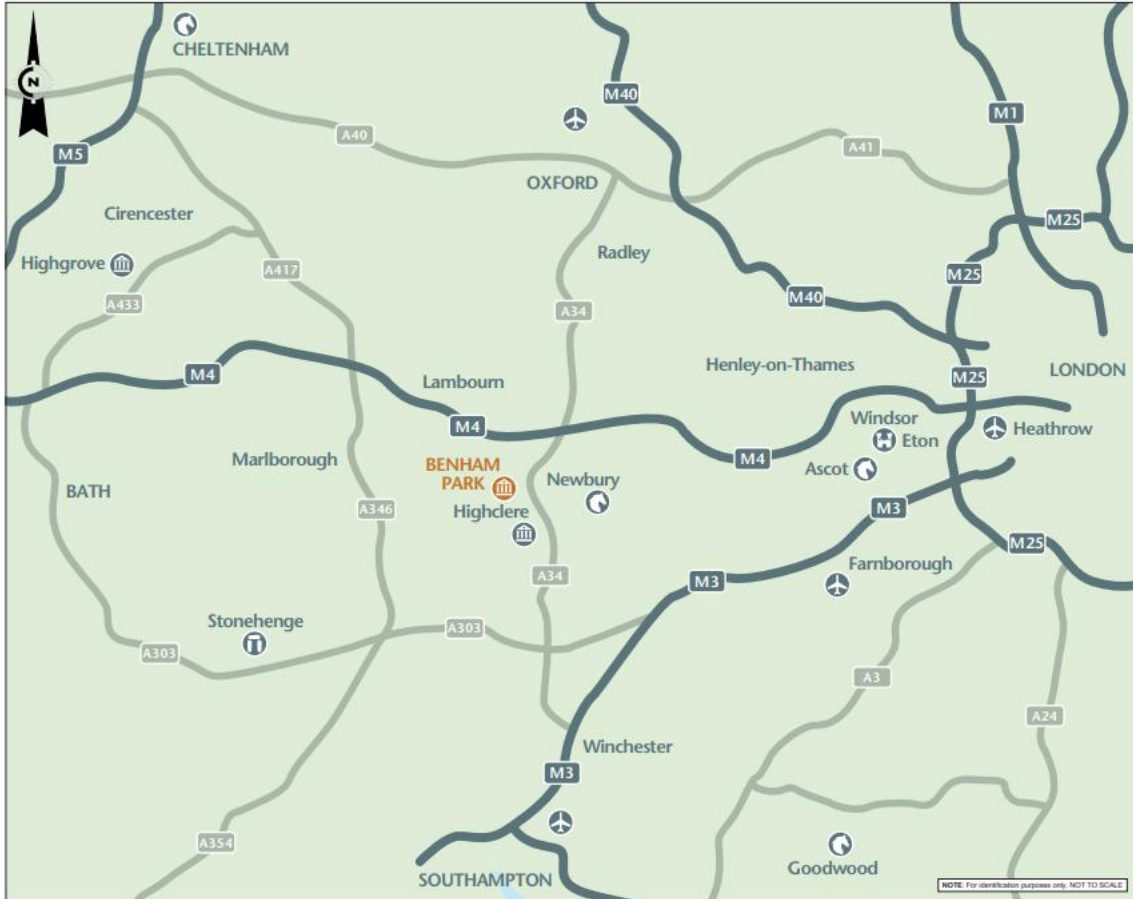 CHELTENHAM
N
M40
M1
M5
A40
A41
OXFORD
Cirencester
M25
Radley
Highgrove
A417
M25
A433
A34
M40
M4
Henley-on-Thames
LONDON
Lambourn
M25
M4
Windsor
Eton
Heathrow
Marlborough
BENHAM
PARK
M4
Ascot
Newbury
BATH
A346
Highclere
M3
M25
Farnborough
A34
M3
Stonehenge
A303
A303
A3
A24
Winchester
M3
A354
Goodwood
SOUTHAMPTON
NOTE: For identification purposes only. NOT TO SCALE